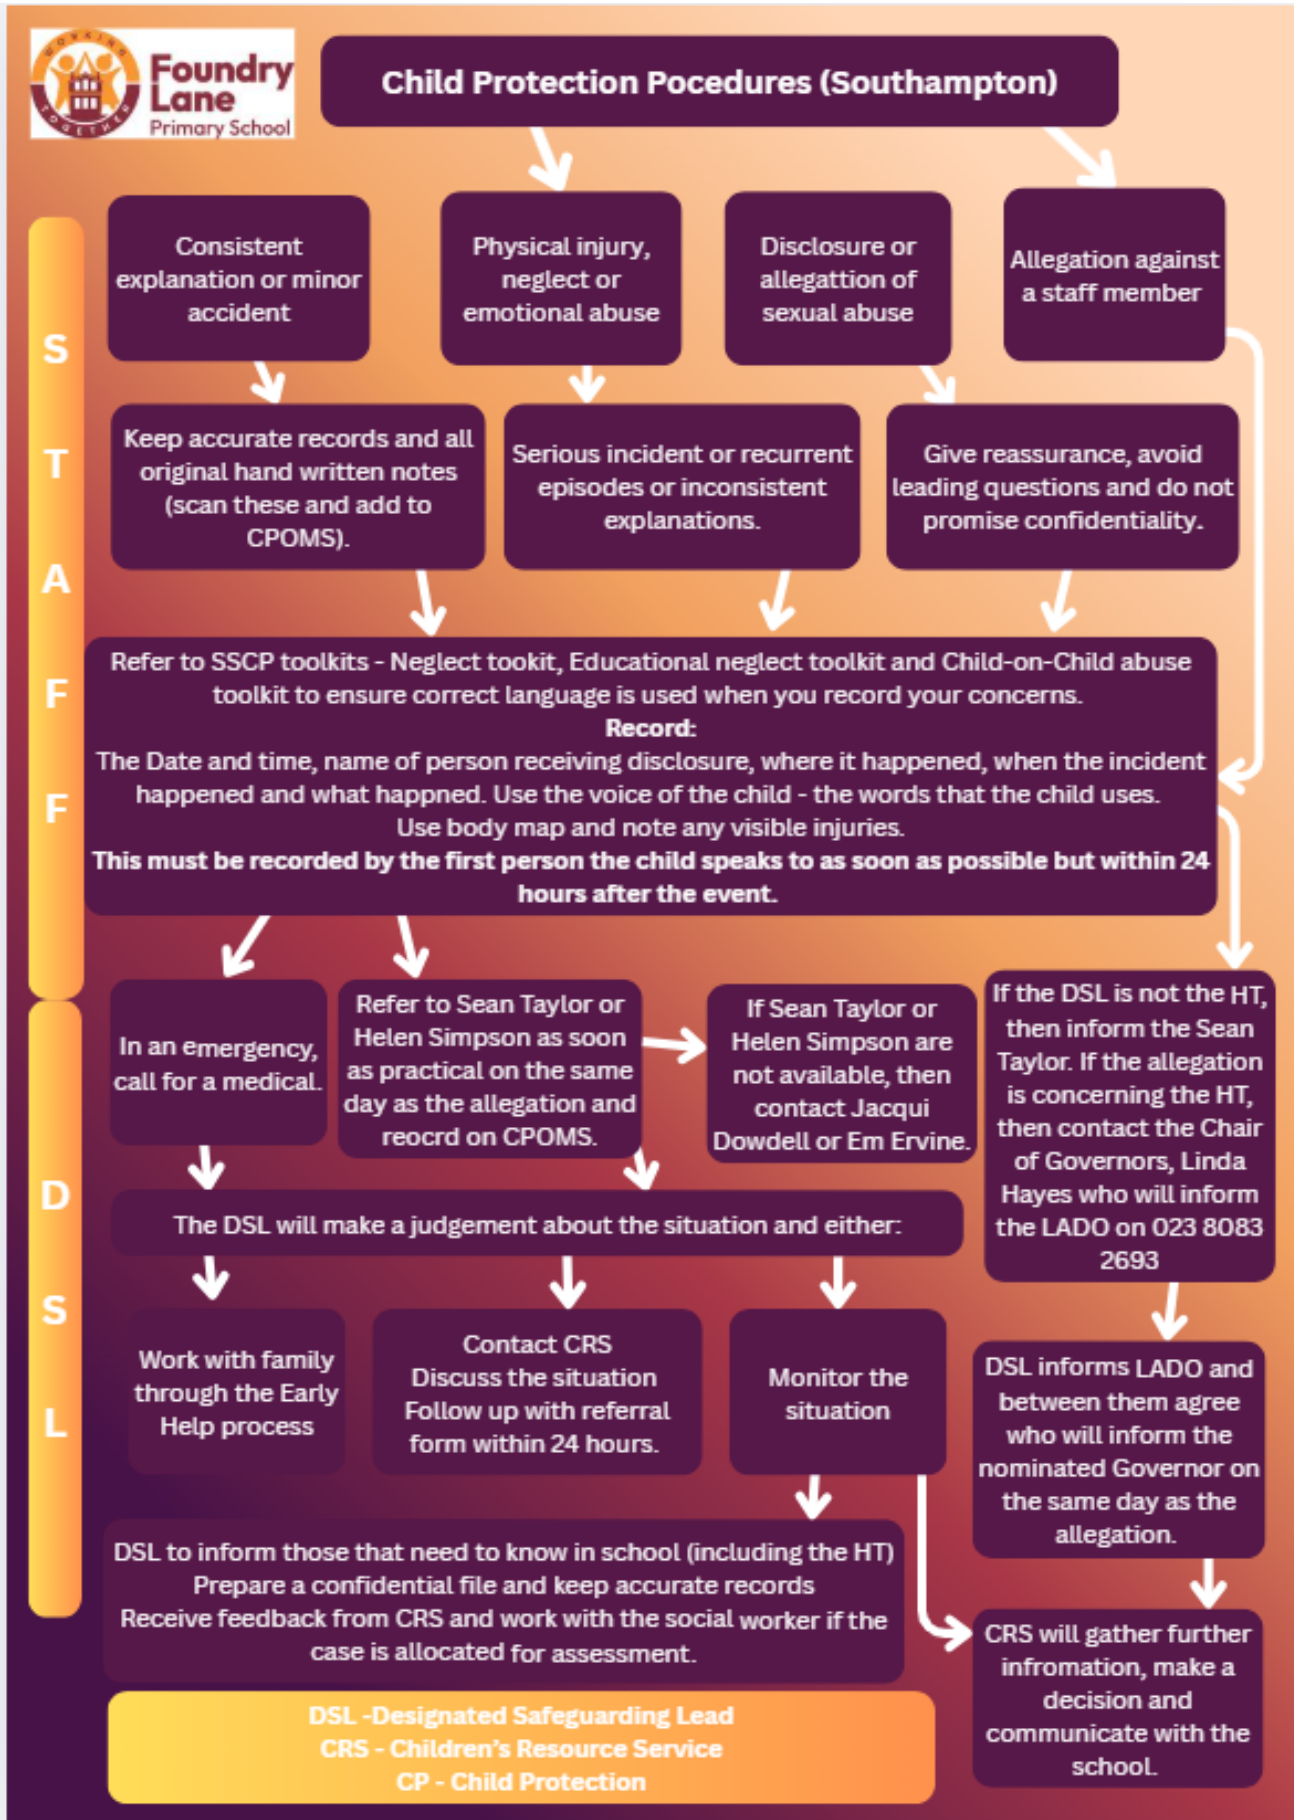 WORKING
TOGETHER
Foundry
Lane
Primary School
Child Protection Pocedures (Southampton)
Consistent
explanation or minor
accident
Physical injury,
neglect or
emotional abuse
Disclosure or
allegattion of
sexual abuse
Allegation against
a staff member
S
T
A
F
F
Keep accurate records and all
original hand written notes
(scan these and add to
CPOMS).
Serious incident or recurrent
episodes or inconsistent
explanations.
Give reassurance, avoid
leading questions and do not
promise confidentiality.
Refer to SSCP toolkits - Neglect tookit, Educational neglect toolkit and Child-on-Child abuse
toolkit to ensure correct language is used when you record your concerns.
Record:
The Date and time, name of person receiving disclosure, where it happened, when the incident
happened and what happned. Use the voice of the child - the words that the child uses.
Use body map and note any visible injuries.
This must be recorded by the first person the child speaks to as soon as possible but within 24
hours after the event.
D
S
L
In an emergency,
call for a medical.
Refer to Sean Taylor or
Helen Simpson as soon
as practical on the same
day as the allegation and
reocrd on CPOMS.
If Sean Taylor or
Helen Simpson are
not available, then
contact Jacqui
Dowdell or Em Ervine.
If the DSL is not the HT,
then inform the Sean
Taylor. If the allegation
is concerning the HT,
then contact the Chair
of Governors, Linda
Hayes who will inform
the LADO on 023 8083
2693
The DSL will make a judgement about the situation and either:
Work with family
through the Early
Help process
Contact CRS
Discuss the situation
Follow up with referral
form within 24 hours.
Monitor the
situation
DSL informs LADO and
between them agree
who will inform the
nominated Governor on
the same day as the
allegation.
DSL to inform those that need to know in school (including the HT)
Prepare a confidential file and keep accurate records
Receive feedback from CRS and work with the social worker if the
case is allocated for assessment.
CRS will gather further
infromation, make a
decision and
communicate with the
school.
DSL -Designated Safeguarding Lead
CRS - Children's Resource Service
CP - Child Protection